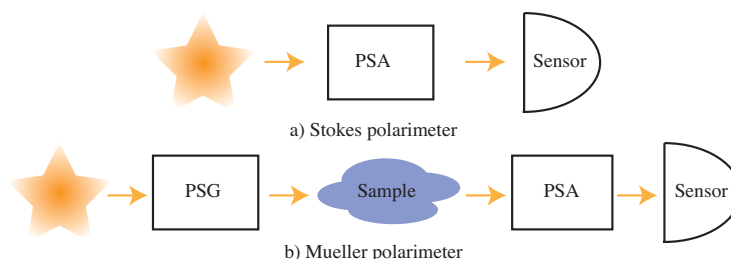 PSA
Sensor
a) Stokes polarimeter
PSG
Sample
PSA
Sensor
b) Mueller polarimeter